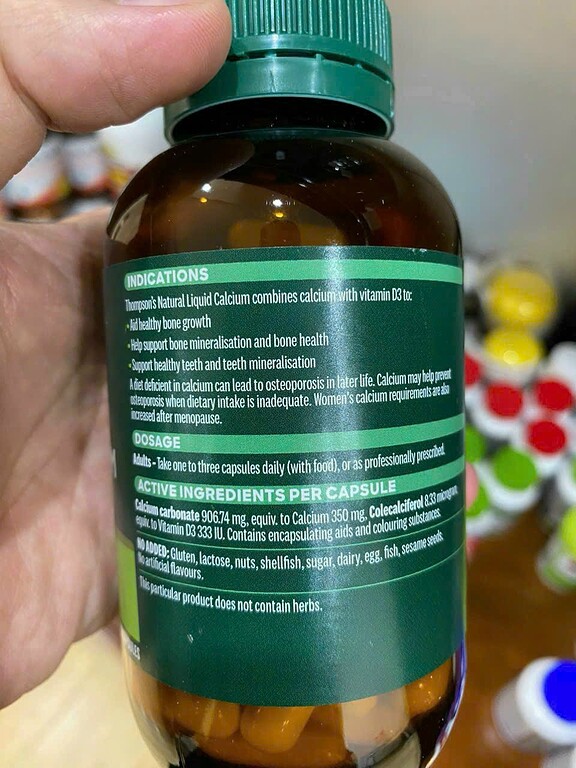 INDICATIONS
Thompson's Natural Liquid Calcium combines calcium with vitamin D3 to:
• Aid healthy bone growth
• Help support bone mineralisation and bone health
• Support healthy teeth and teeth mineralisation
A diet deficient in calcium can lead to osteoporosis in later life. Calcium may help prevent
osteoporosis when dietary intake is inadequate. Women's calcium requirements are also
increased after menopause.
DOSAGE
Adults - Take one to three capsules daily (with food), or as professionally prescribed.
ACTIVE INGREDIENTS PER CAPSULE
Calcium carbonate 906.74 mg, equiv. to Calcium 350 mg. Colecalciferol 8.33 microgram,
equiv. to Vitamin D3 333 IU. Contains encapsulating aids and colouring substances.
NO ADDED: Gluten, lactose, nuts, shellfish, sugar, dairy, egg, fish, sesame seeds.
No artificial flavours.
This particular product does not contain herbs.